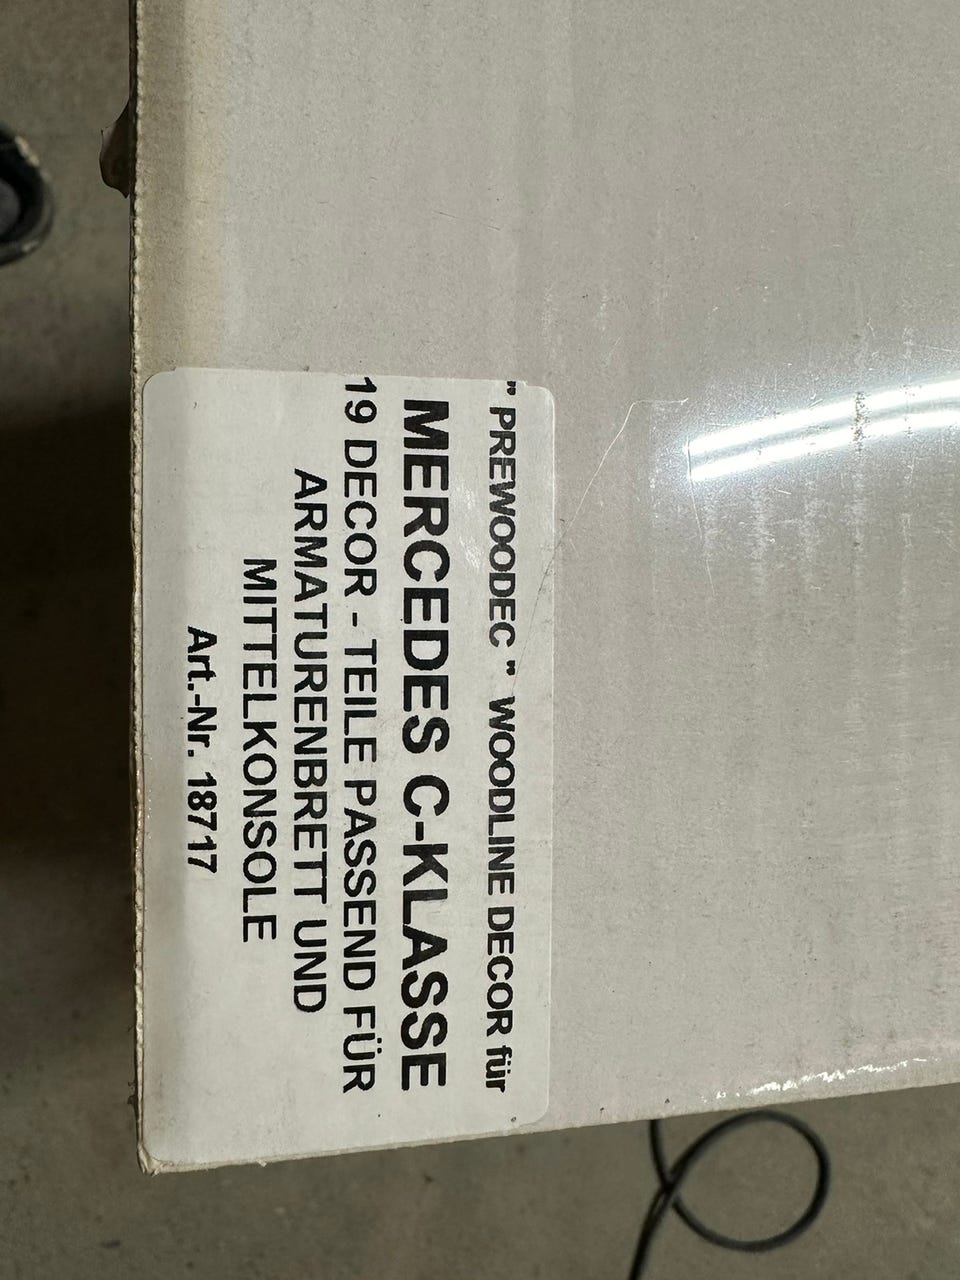 " PREWOODEC " WOODLINE DECOR für
MERCEDES C-KLASSE
19 DECOR - TEILE PASSEND FÜR
ARMATURENBRETT UND
MITTELKONSOLE
Art.-Nr. 18717